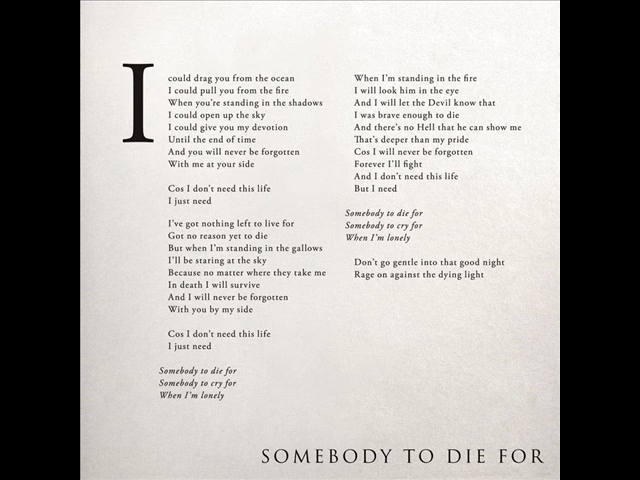 I could drag you from the ocean
I could pull you from the fire
When you're standing in the shadows
I could open up the sky
I could give you my devotion
Until the end of time
And you will never be forgotten
With me at your side
Cos I don't need this life
I just need
I've got nothing left to live for
Got no reason yet to die
But when I'm standing in the gallows
I'll be staring at the sky
Because no matter where they take me
In death I will survive
And I will never be forgotten
With you by my side
Cos I don't need this life
I just need
Somebody to die for
Somebody to cry for
When I'm lonely
When I'm standing in the fire
I will look him in the eye
And I will let the Devil know that
I was brave enough to die
And there's no Hell that he can show me
That's deeper than my pride
Cos I will never be forgotten
Forever I'll fight
And I don't need this life
But I need
Somebody to die for
Somebody to cry for
When I'm lonely
Don't go gentle into that good night
Rage on against the dying light
SOMEBODY TO DIE FOR